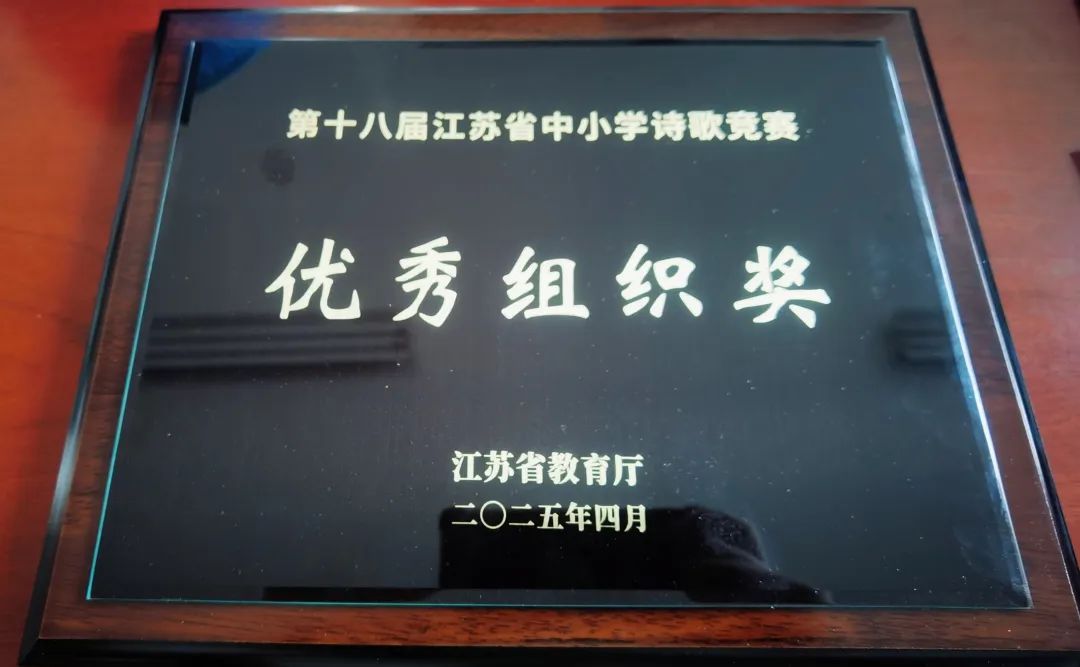 第十八届江苏省中小学诗歌竞赛
优秀组织奖
江苏省教育厅
二〇二五年四月